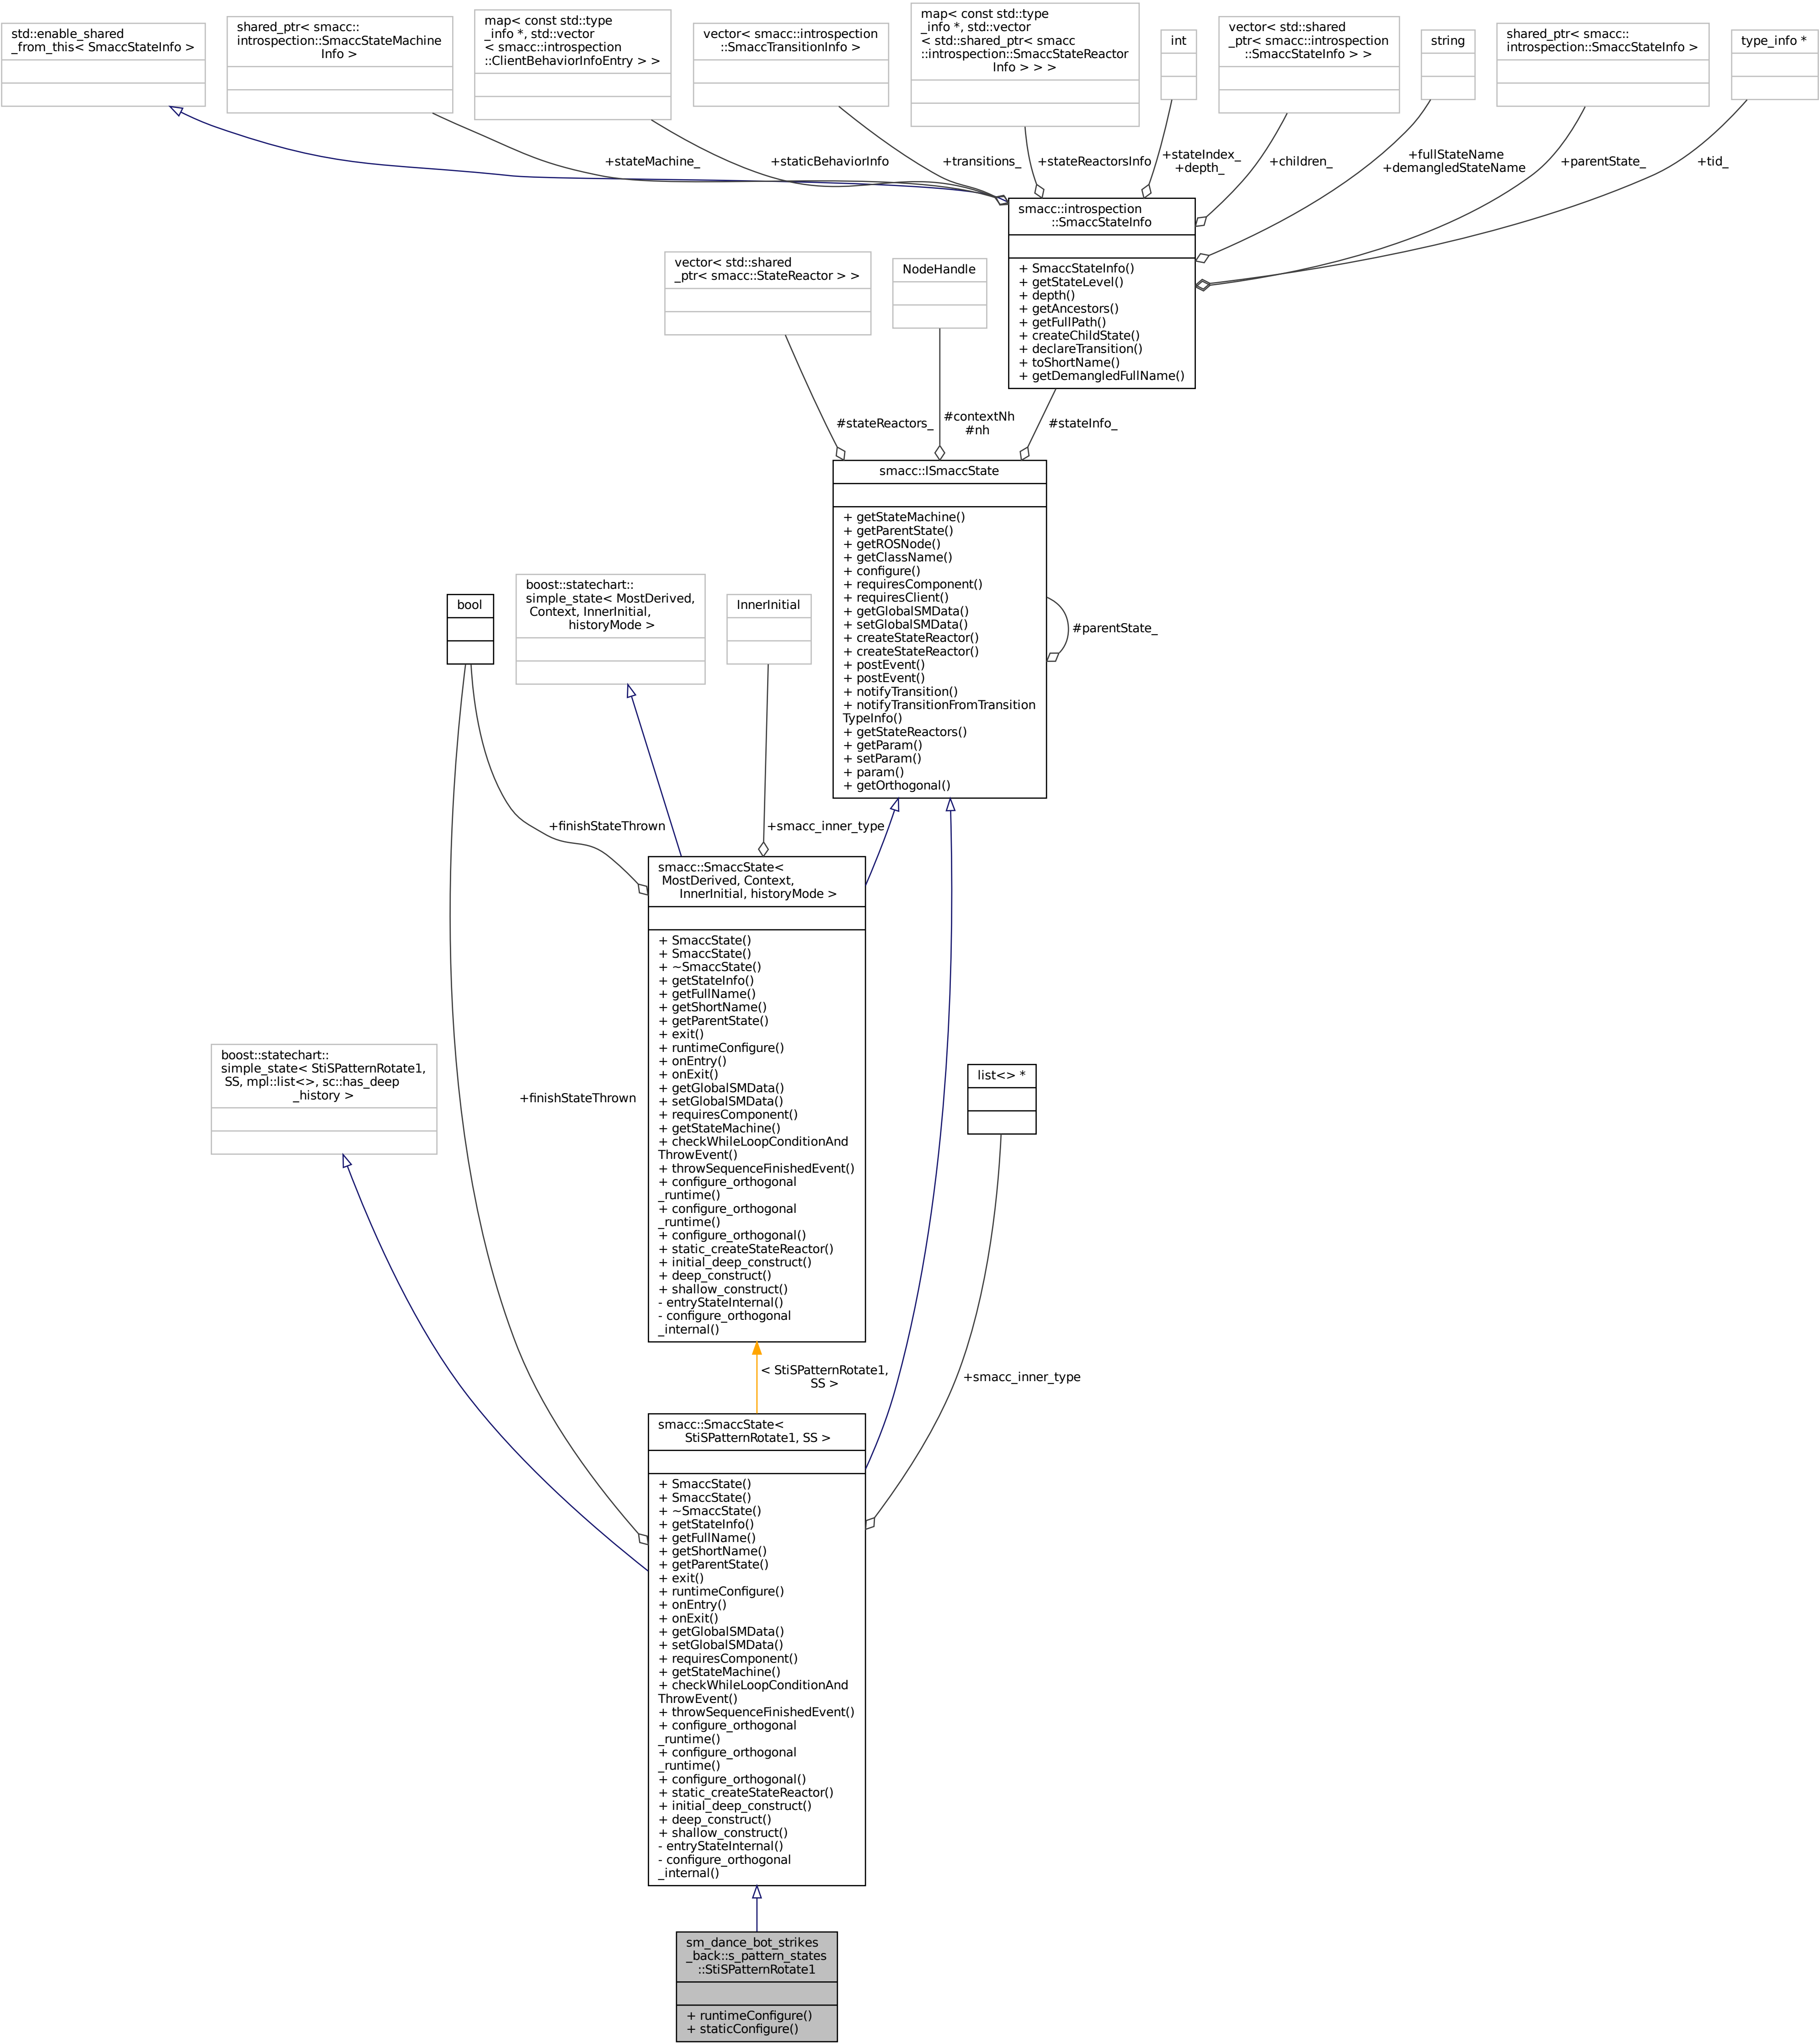 std::enable_shared
_from_this< SmaccStateInfo >
shared_ptr< smacc::
introspection::SmaccStateMachine
Info >
map< const std::type
_info *, std::vector
< smacc::introspection
::ClientBehaviorInfoEntry > >
vector< smacc::introspection
::SmaccTransitionInfo >
map< const std::type
_info *, std::vector
< std::shared_ptr< smacc
::introspection::SmaccStateReactor
Info > > >
int
vector< std::shared
_ptr< smacc::introspection
::SmaccStateInfo > >
string
shared_ptr< smacc::
introspection::SmaccStateInfo >
type_info *
+stateMachine_
+staticBehaviorInfo
+transitions_
+stateReactorsInfo
+stateIndex_
+depth_
+children_
+fullStateName
+demangledStateName
+parentState_
+tid_
smacc::introspection
::SmaccStateInfo
+ SmaccStateInfo()
+ getStateLevel()
+ depth()
+ getAncestors()
+ getFullPath()
+ createChildState()
+ declareTransition()
+ toShortName()
+ getDemangledFullName()
vector< std::shared
_ptr< smacc::StateReactor > >
NodeHandle
#stateReactors_
#contextNh
#nh
#stateInfo_
smacc::ISmaccState
+ getStateMachine()
+ getParentState()
+ getROSNode()
+ getClassName()
+ configure()
+ requiresComponent()
+ requiresClient()
+ getGlobalSMData()
+ setGlobalSMData()
+ createStateReactor()
+ createStateReactor()
+ postEvent()
+ postEvent()
+ notifyTransition()
+ notifyTransitionFromTransition
TypeInfo()
+ getStateReactors()
+ getParam()
+ setParam()
+ param()
+ getOrthogonal()
#parentState_
bool
boost::statechart::
simple_state< MostDerived,
Context, InnerInitial,
historyMode >
InnerInitial
+finishStateThrown
+smacc_inner_type
smacc::SmaccState<
MostDerived, Context,
InnerInitial, historyMode >
+ SmaccState()
+ SmaccState()
+ ~SmaccState()
+ getStateInfo()
+ getFullName()
+ getShortName()
+ getParentState()
+ exit()
+ runtimeConfigure()
+ onEntry()
+ onExit()
+ getGlobalSMData()
+ setGlobalSMData()
+ requiresComponent()
+ getStateMachine()
+ checkWhileLoopConditionAnd
ThrowEvent()
+ throwSequenceFinishedEvent()
+ configure_orthogonal
_runtime()
+ configure_orthogonal
_runtime()
+ configure_orthogonal()
+ static_createStateReactor()
+ initial_deep_construct()
+ deep_construct()
+ shallow_construct()
- entryStateInternal()
- configure_orthogonal
_internal()
boost::statechart::
simple_state< StiSPatternRotate1,
SS, mpl::list<>, sc::has_deep
_history >
+finishStateThrown
list<> *
< StiSPatternRotate1,
SS >
+smacc_inner_type
smacc::SmaccState<
StiSPatternRotate1, SS >
+ SmaccState()
+ SmaccState()
+ ~SmaccState()
+ getStateInfo()
+ getFullName()
+ getShortName()
+ getParentState()
+ exit()
+ runtimeConfigure()
+ onEntry()
+ onExit()
+ getGlobalSMData()
+ setGlobalSMData()
+ requiresComponent()
+ getStateMachine()
+ checkWhileLoopConditionAnd
ThrowEvent()
+ throwSequenceFinishedEvent()
+ configure_orthogonal
_runtime()
+ configure_orthogonal
_runtime()
+ configure_orthogonal()
+ static_createStateReactor()
+ initial_deep_construct()
+ deep_construct()
+ shallow_construct()
- entryStateInternal()
- configure_orthogonal
_internal()
sm_dance_bot_strikes
_back::s_pattern_states
::StiSPatternRotate1
+ runtimeConfigure()
+ staticConfigure()